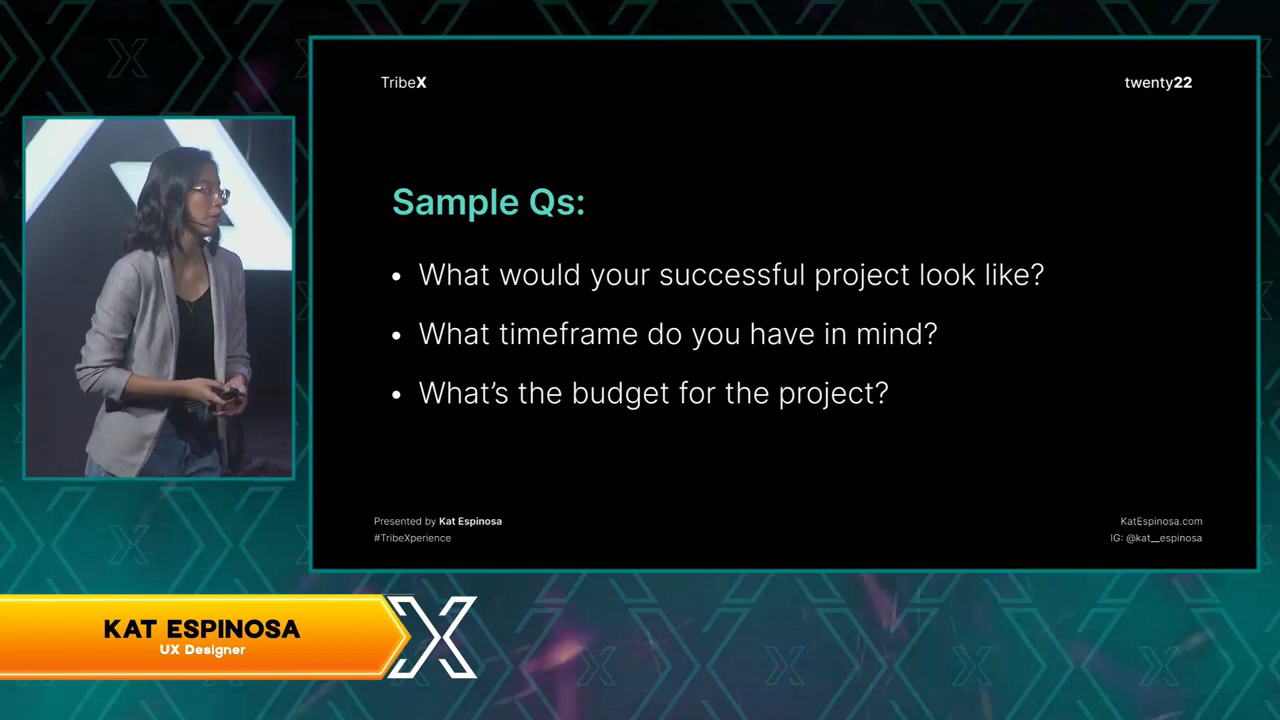 TribeX
twenty22
Sample Qs:
• What would your successful project look like?
• What timeframe do you have in mind?
• What's the budget for the project?
Presented by Kat Espinosa
#TribeXperience
KatEspinosa.com
IG: @kat__espinosa
KAT ESPINOSA
UX Designer
X